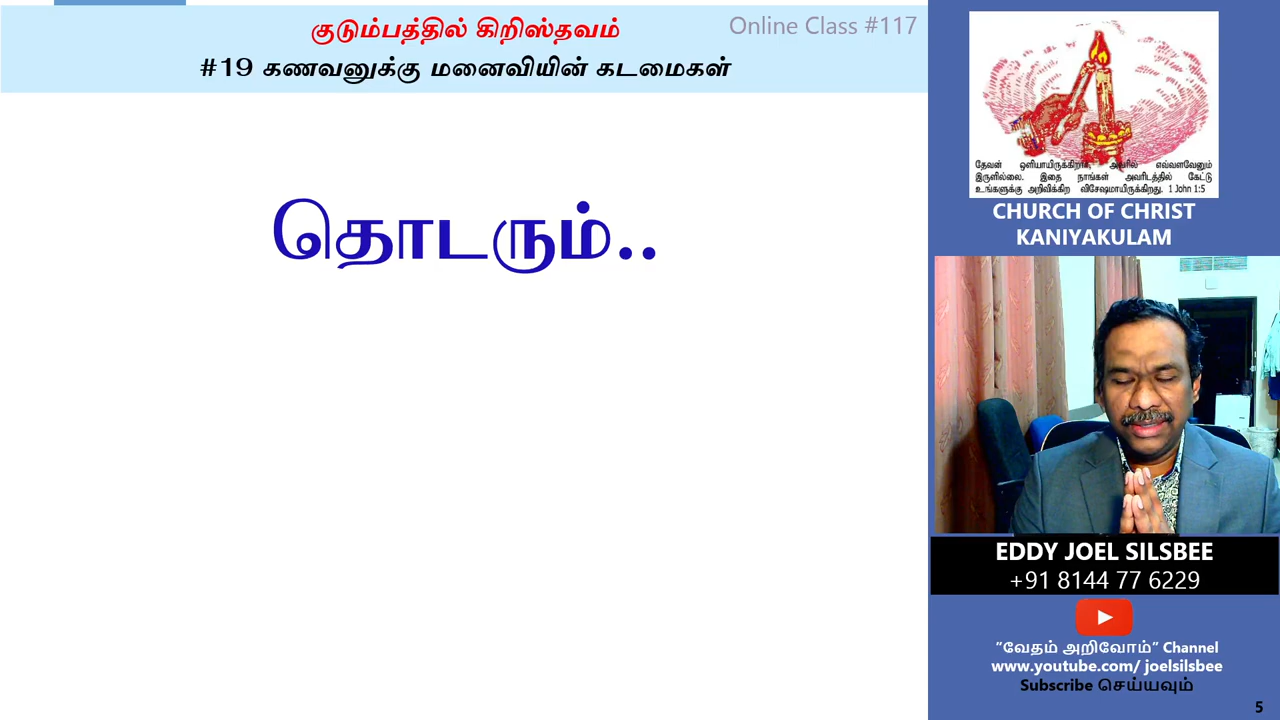 குடும்பத்தில் கிறிஸ்தவம்
Online Class #117
#19 கணவனுக்கு மனைவியின் கடமைகள்
தொடரும்..
தேவன் ஒளியாயிருக்கிறார், அவரில் எவ்வளவேனும்
இருளில்லை. இதை நாங்கள் அவரிடத்தில் கேட்டு
உங்களுக்கு அறிவிக்கிற விசேஷமாயிருக்கிறது. 1 John 1:5
CHURCH OF CHRIST
KANIYAKULAM
EDDY JOEL SILSBEE
+91 8144 77 6229
"வேதம் அறிவோம்" Channel
www.youtube.com/ joelsilsbee
Subscribe செய்யவும்
5